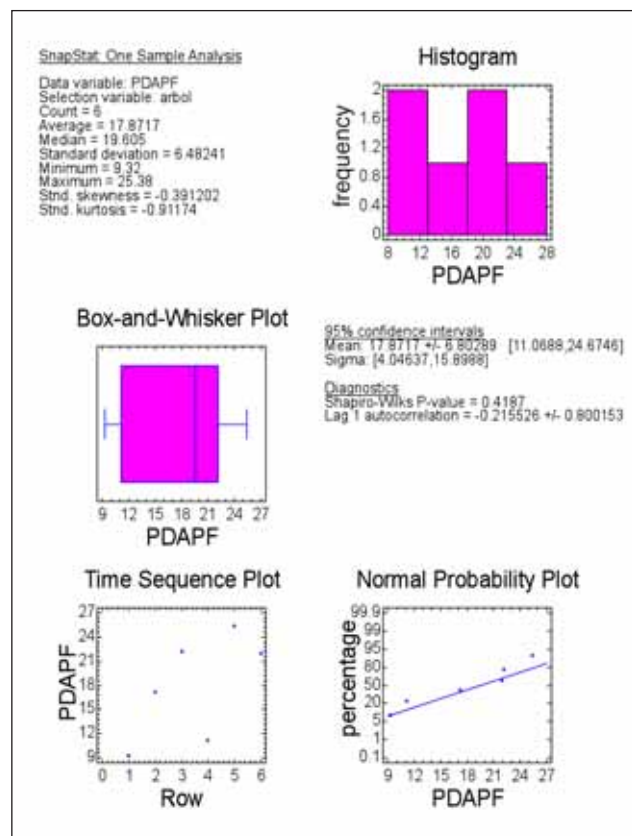 SnapStat: One Sample Analysis
Data variable: PDAPF
Selection variable: arbol
Count = 6
Average = 17.8717
Median = 19.605
Standard deviation = 6.48241
Minimum = 9.32
Maximum = 25.38
Stnd. skewness = -0.391202
Stnd. kurtosis = -0.91174
Histogram
frequency
2
1.6
1.2
0.8
0.4
0
8 12 16 20 24 28
PDAPF
Box-and-Whisker Plot
9 12 15 18 21 24 27
PDAPF
95% confidence intervals
Mean: 17.8717 +/- 6.80289 [11.0688,24.6746]
Sigma: [4.04637,15.8988]
Diagnostics
Shapiro-Wilks P-value = 0.4187
Lag 1 autocorrelation = -0.215526 +/- 0.800153
Time Sequence Plot
PDAPF
27
24
21
18
15
12
9
0 1 2 3 4 5 6
Row
Normal Probability Plot
percentage
99.9
99
95
80
50
20
5
1
0.1
9 12 15 18 21 24 27
PDAPF